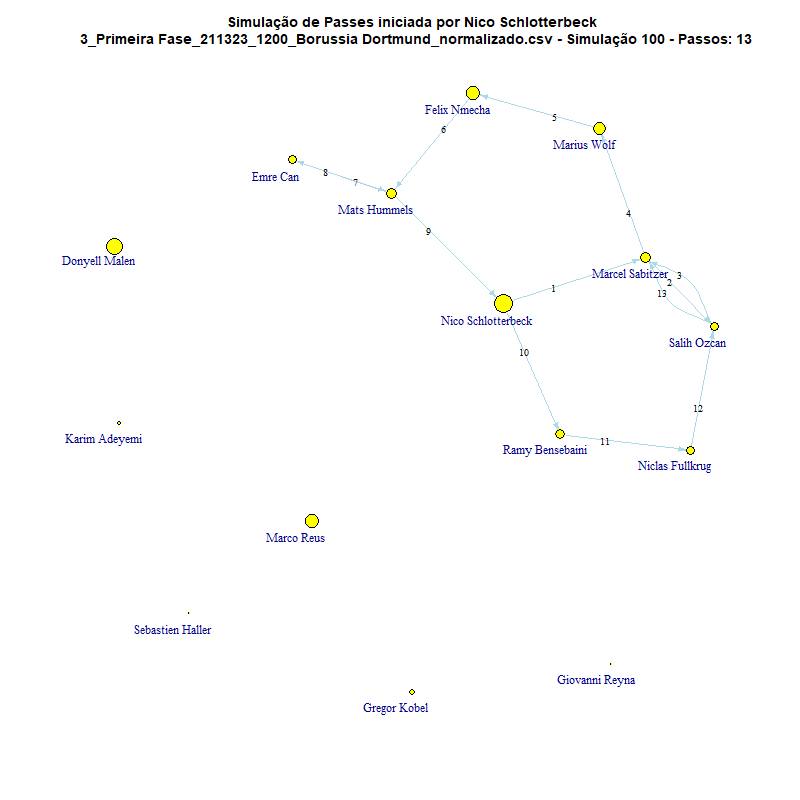 Simulação de Passes iniciada por Nico Schlotterbeck
3_Primeira Fase_211323_1200_Borussia Dortmund_normalizado.csv - Simulação 100 - Passos: 13
Felix Nmecha
5
Marius Wolf
6
Emre Can
8
7
Mats Hummels
4
9
Donyell Malen
Marcel Sabitzer
3
2
1
13
Nico Schlotterbeck
Salih Ozcan
10
12
Karim Adeyemi
11
Ramy Bensebaini
Niclas Fullkrug
Marco Reus
Sebastien Haller
Giovanni Reyna
Gregor Kobel